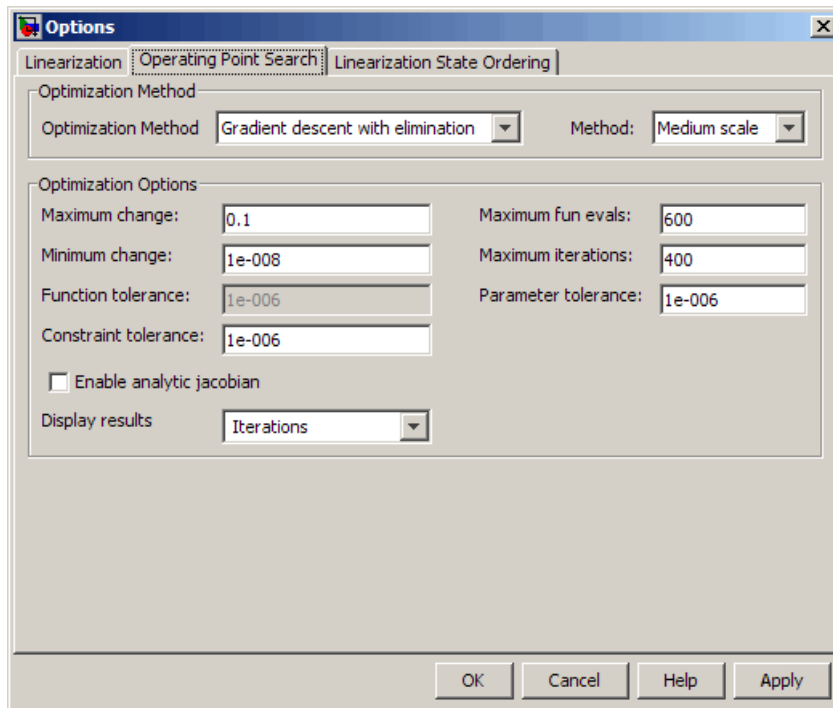 Options
Linearization Operating Point Search Linearization State Ordering
Optimization Method
Optimization Method Gradient descent with elimination Method: Medium scale
Optimization Options
Maximum change: 0.1 Maximum fun evals: 600
Minimum change: 1e-008 Maximum iterations: 400
Function tolerance: 1e-006 Parameter tolerance: 1e-006
Constraint tolerance: 1e-006
Enable analytic jacobian
Display results Iterations
OK Cancel Help Apply